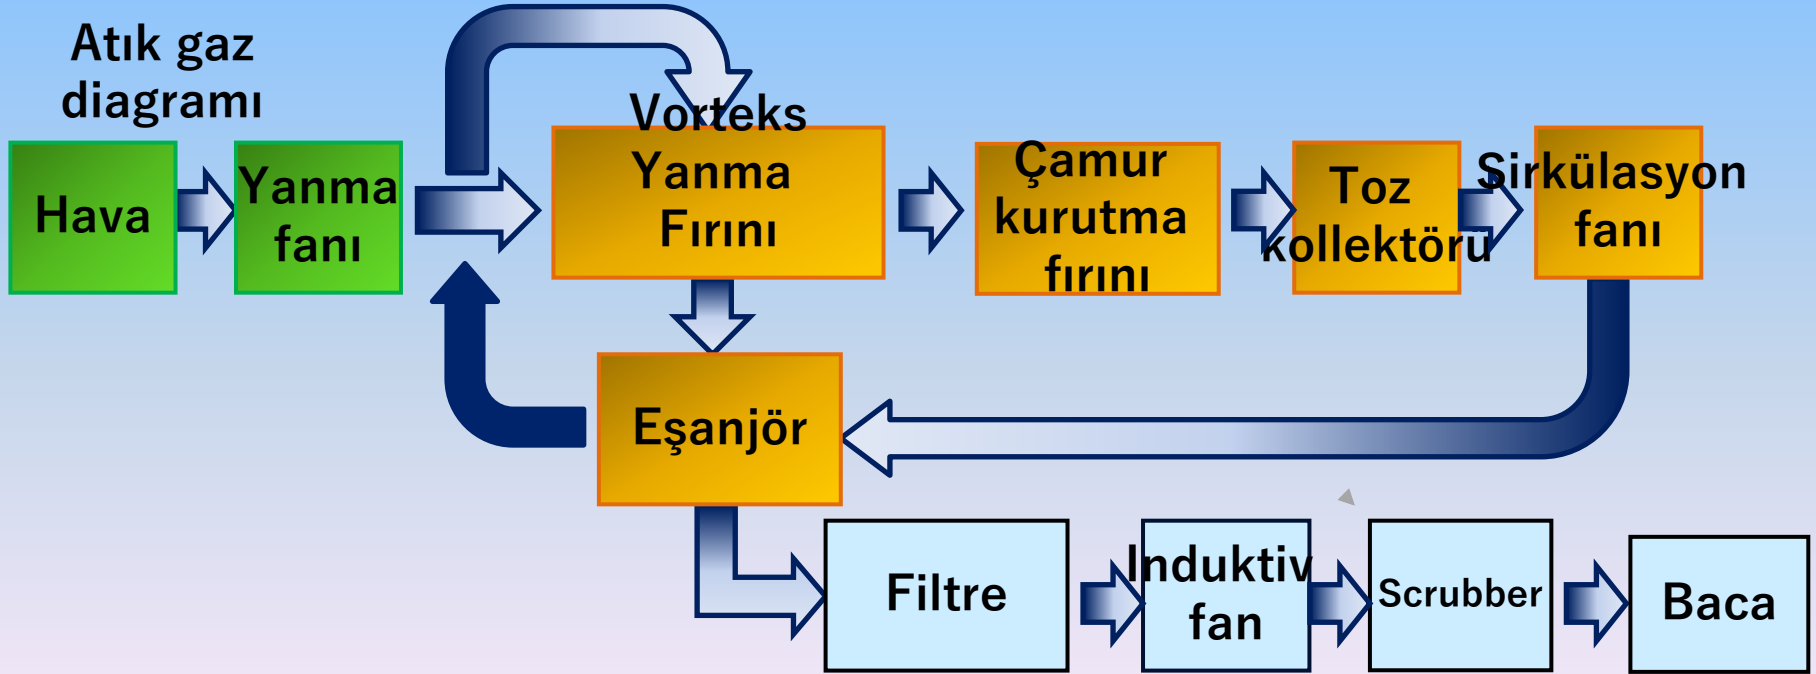 Atık gaz
diagramı
Hava
Yanma
fanı
Vorteks
Yanma
Fırını
Çamur
kurutma
fırını
Toz
kollektörü
Sirkülasyon
fanı
Eşanjör
Filtre
Induktiv
fan
Scrubber
Baca